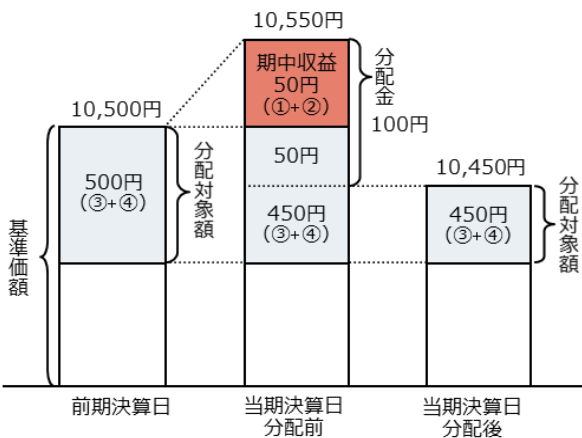 10,550円
期中収益
50円
(①+②)
分配金
100円
10,500円
50円
10,450円
500円
(③+④)
分配対象額
450円
(③+④)
450円
(③+④)
分配対象額
基準価額
前期決算日
当期決算日
分配前
当期決算日
分配後